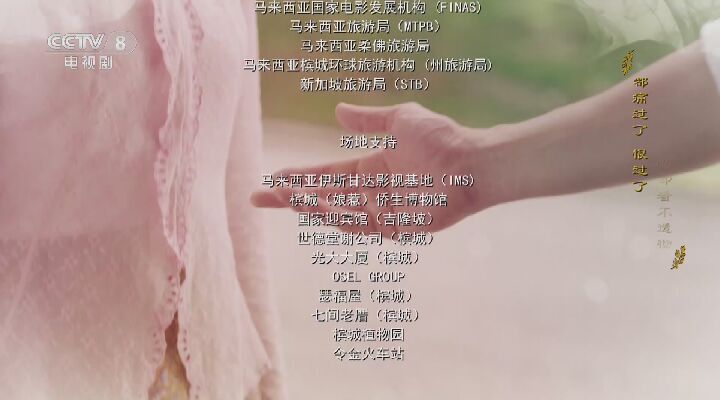 马来西亚国家电影发展机构 (FINAS)
马来西亚旅游局 (MTPB)
马来西亚柔佛旅游局
马来西亚槟城环球旅游机构 (州旅游局)
新加坡旅游局 (STB)
CCTV 8
电视剧
场地支持
马来西亚伊斯甘达影视基地 (IMS)
槟城 (娘惹) 侨生博物馆
国家迎宾馆 (吉隆坡)
世德堂谢公司 (槟城)
光大大厦 (槟城)
OSEL GROUP
瑟福屋 (槟城)
七间老厝 (槟城)
槟城植物园
令金火车站
都痛过了 恨过了
不透